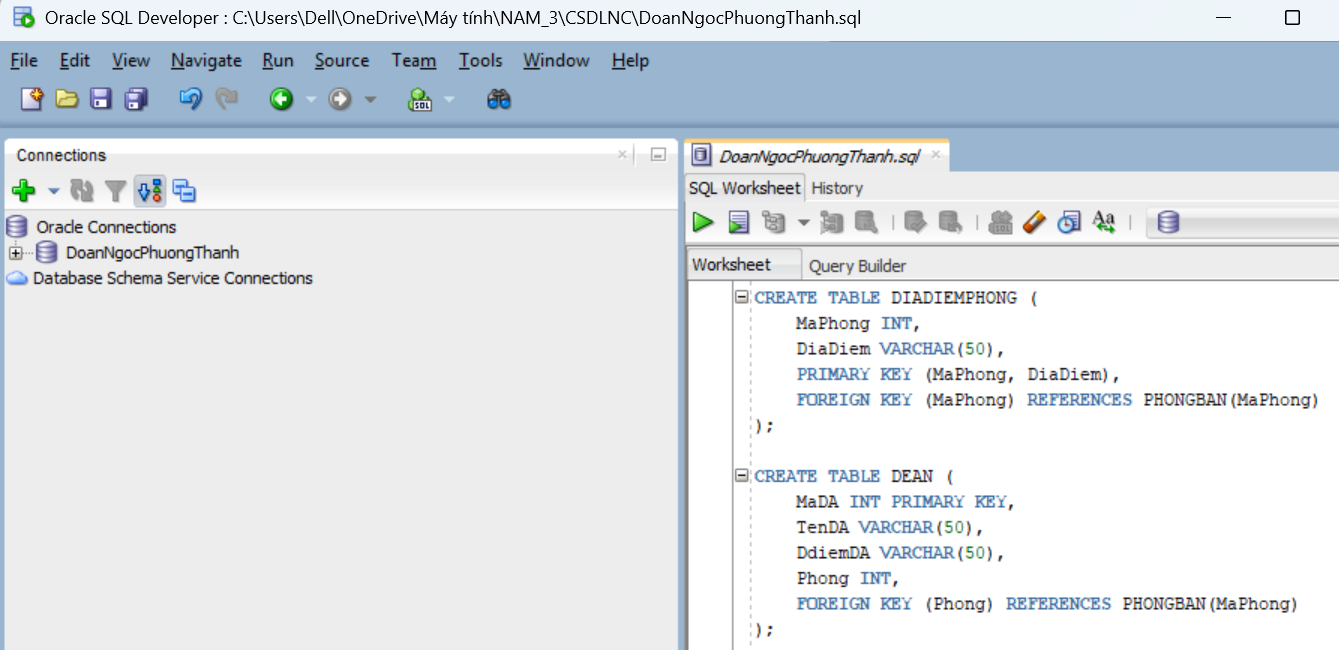 Oracle SQL Developer : C:\Users\Dell\OneDrive\Máy tính\NAM_3\CSDLNC\DoanNgocPhuongThanh.sql
File Edit View Navigate Run Source Team Tools Window Help
SQL
Connections
Oracle Connections
DoanNgocPhuongThanh
Database Schema Service Connections
DoanNgocPhuongThanh.sql
SQL Worksheet History
Aa
Worksheet Query Builder
CREATE TABLE DIADIEMPHONG (
MaPhong INT,
DiaDiem VARCHAR(50),
PRIMARY KEY (MaPhong, DiaDiem),
FOREIGN KEY (MaPhong) REFERENCES PHONGBAN(MaPhong)
);
CREATE TABLE DEAN (
MaDA INT PRIMARY KEY,
TenDA VARCHAR(50),
DdiemDA VARCHAR(50),
Phong INT,
FOREIGN KEY (Phong) REFERENCES PHONGBAN(MaPhong)
);